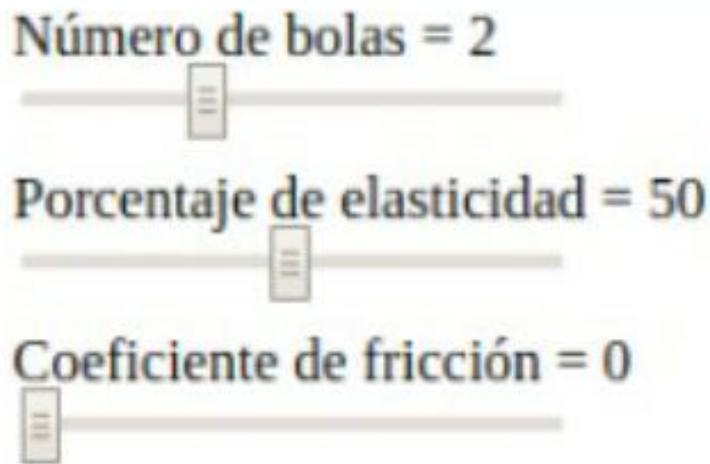 Número de bolas = 2
Porcentaje de elasticidad = 50
Coeficiente de fricción = 0